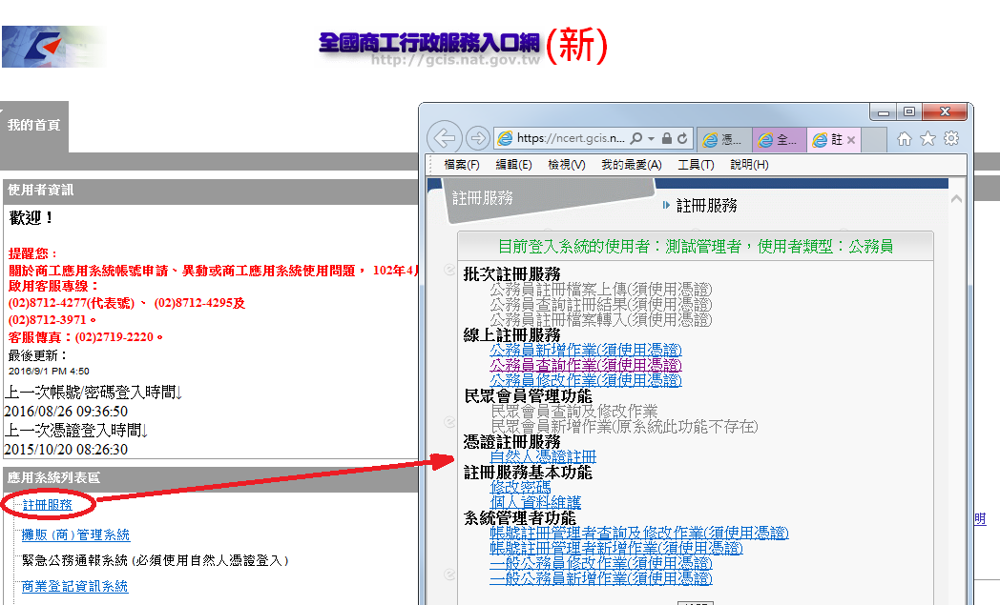 全國商工行政服務入口網(新)
http://gcis.nat.gov.tw
我的首頁
使用者資訊
歡迎！
提醒您：
關於商工應用系統帳號申請、異動或商工應用系統使用問題， 102年4
啟用客服專線：
(02)8712-4277(代表號) 、 (02)8712-4295及
(02)8712-3971。
客服傳真：(02)2719-2220。
最後更新：
2016/9/1 PM 4:50
上一次帳號/密碼登入時間↓
2016/08/26 09:36:50
上一次憑證登入時間↓
2015/10/20 08:26:30
應用系統列表區
註冊服務
攤販 (商) 管理系統
緊急公務通報系統 (必須使用自然人憑證登入)
商業登記資訊系統
https://ncert.gcis.n...
憑...
全...
註
檔案(F) 編輯(E) 檢視(V) 我的最愛(A) 工具(T) 說明(H)
註冊服務
註冊服務
目前登入系統的使用者：測試管理者，使用者類型：公務員
批次註冊服務
公務員註冊檔案上傳(須使用憑證)
公務員查詢註冊結果(須使用憑證)
公務員註冊檔案轉入(須使用憑證)
線上註冊服務
公務員新增作業(須使用憑證)
公務員查詢作業(須使用憑證)
公務員修改作業(須使用憑證)
民眾會員管理功能
民眾會員查詢及修改作業
民眾會員新增作業(原系統此功能不存在)
憑證註冊服務
自然人憑證註冊
註冊服務基本功能
修改密碼
個人資料維護
系統管理者功能
帳號註冊管理者查詢及修改作業(須使用憑證)
帳號註冊管理者新增作業(須使用憑證)
一般公務員修改作業(須使用憑證)
一般公務員新增作業(須使用憑證)
明